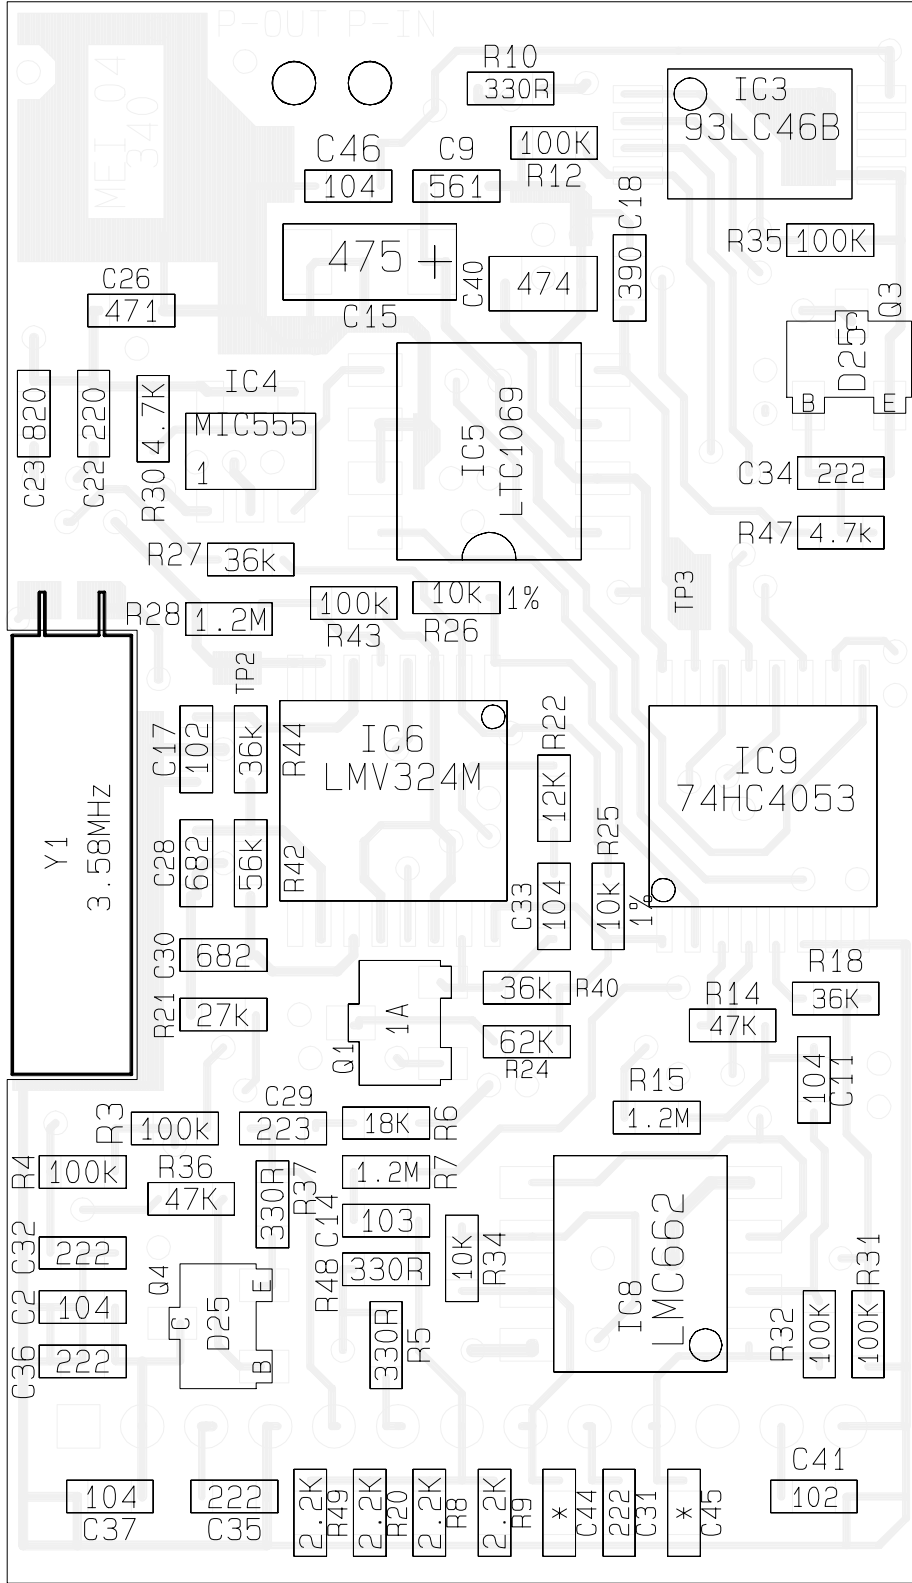 P-OUT P-IN
MEI 04
340
R10
330R
IC3
93LC46B
C46
104
C9
561
100K
R12
C18
390
R35
100K
475 +
C15
C40
474
C26
471
Q3
C
D25
B
E
IC4
MIC555
1
C23
820
C22
220
R30
4.7K
IC5
LTC1069
C34
222
R47
4.7k
R27
36k
R28
1.2M
100k
R43
10k
1%
R26
TP3
TP2
C17
102
36k
R44
IC6
LMV324M
R22
12K
IC9
74HC4053
Y1
3.58MHz
C28
682
56k
R42
C33
104
R25
10K
1%
C30
682
R21
27k
Q1
1A
36K
R40
62K
R24
R14
47K
R18
36K
104
C11
R15
1.2M
R3
100k
C29
223
18K
R6
R4
100k
R36
47K
330R
R37
1.2M
R7
C14
103
R48
330R
10K
R34
330R
R5
C32
222
C2
104
C36
222
Q4
C
D25
E
B
IC8
LMC662
R32
100K
R31
100K
104
C37
222
C35
2.2K
R49
2.2K
R20
2.2K
R8
2.2K
R9
*
C44
222
C31
*
C45
C41
102